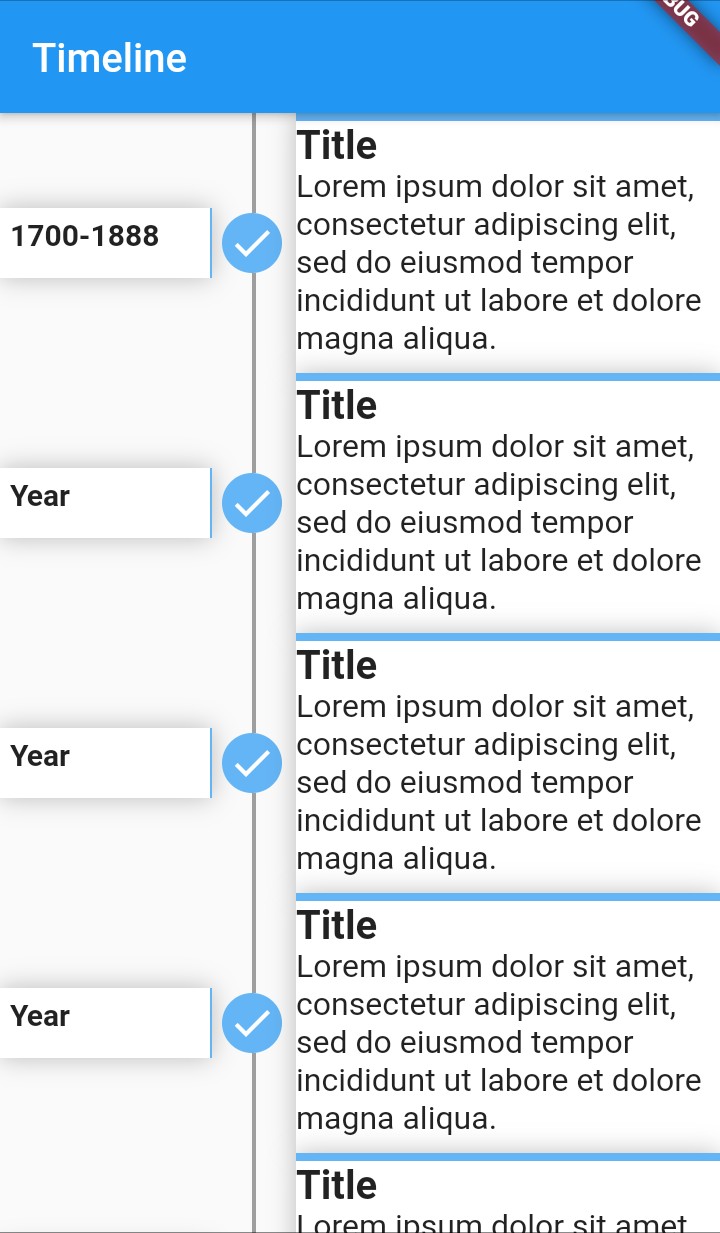 Timeline
BUG
Title
Lorem ipsum dolor sit amet,
consectetur adipiscing elit,
sed do eiusmod tempor
incididunt ut labore et dolore
magna aliqua.
1700-1888
Title
Lorem ipsum dolor sit amet,
consectetur adipiscing elit,
sed do eiusmod tempor
incididunt ut labore et dolore
magna aliqua.
Year
Title
Lorem ipsum dolor sit amet,
consectetur adipiscing elit,
sed do eiusmod tempor
incididunt ut labore et dolore
magna aliqua.
Year
Title
Lorem ipsum dolor sit amet,
consectetur adipiscing elit,
sed do eiusmod tempor
incididunt ut labore et dolore
magna aliqua.
Year
Title
Lorem ipsum dolor sit amet